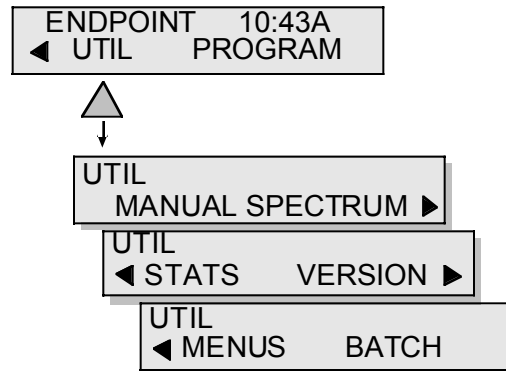 ENDPOINT 10:43A
◀ UTIL PROGRAM
UTIL
MANUAL SPECTRUM ▶
UTIL
◀ STATS VERSION ▶
UTIL
◀ MENUS BATCH